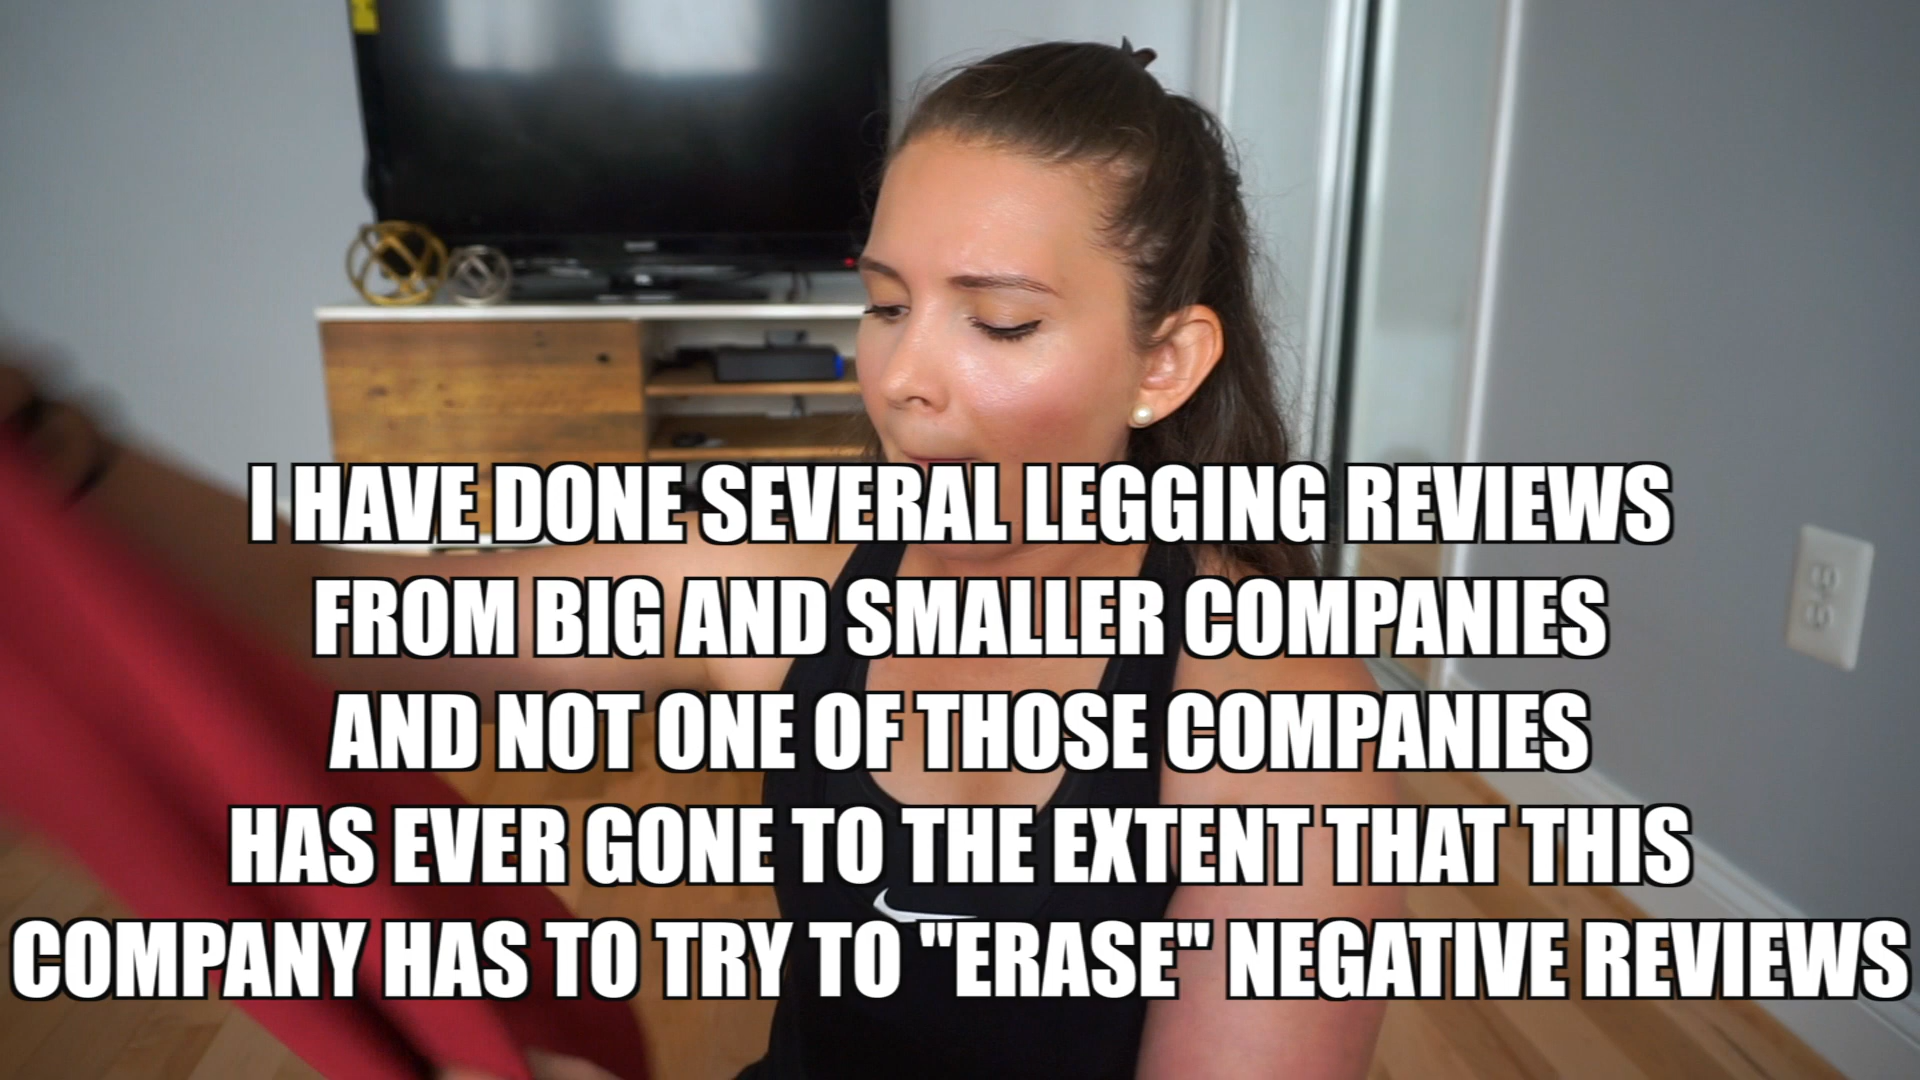 I HAVE DONE SEVERAL LEGGING REVIEWS
FROM BIG AND SMALLER COMPANIES
AND NOT ONE OF THOSE COMPANIES
HAS EVER GONE TO THE EXTENT THAT THIS
COMPANY HAS TO TRY TO "ERASE" NEGATIVE REVIEWS